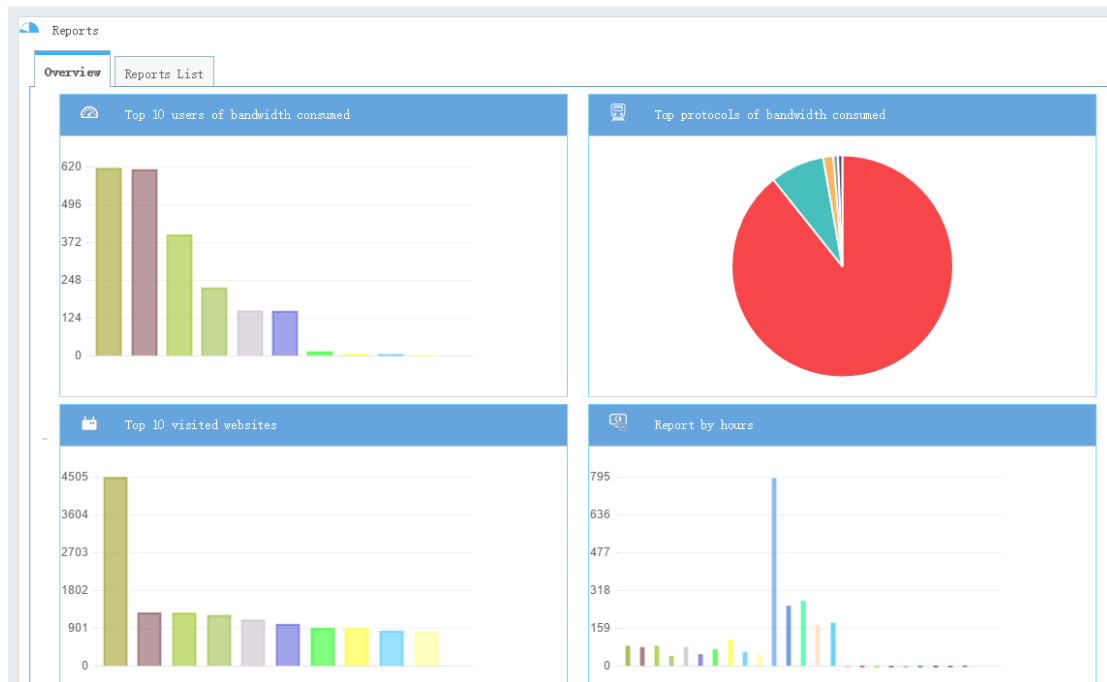 Reports
Overview
Reports List
Top 10 users of bandwidth consumed
620
496
372
248
124
0
Top protocols of bandwidth consumed
Top 10 visited websites
4505
3604
2703
1802
901
0
Report by hours
795
636
477
318
159
0